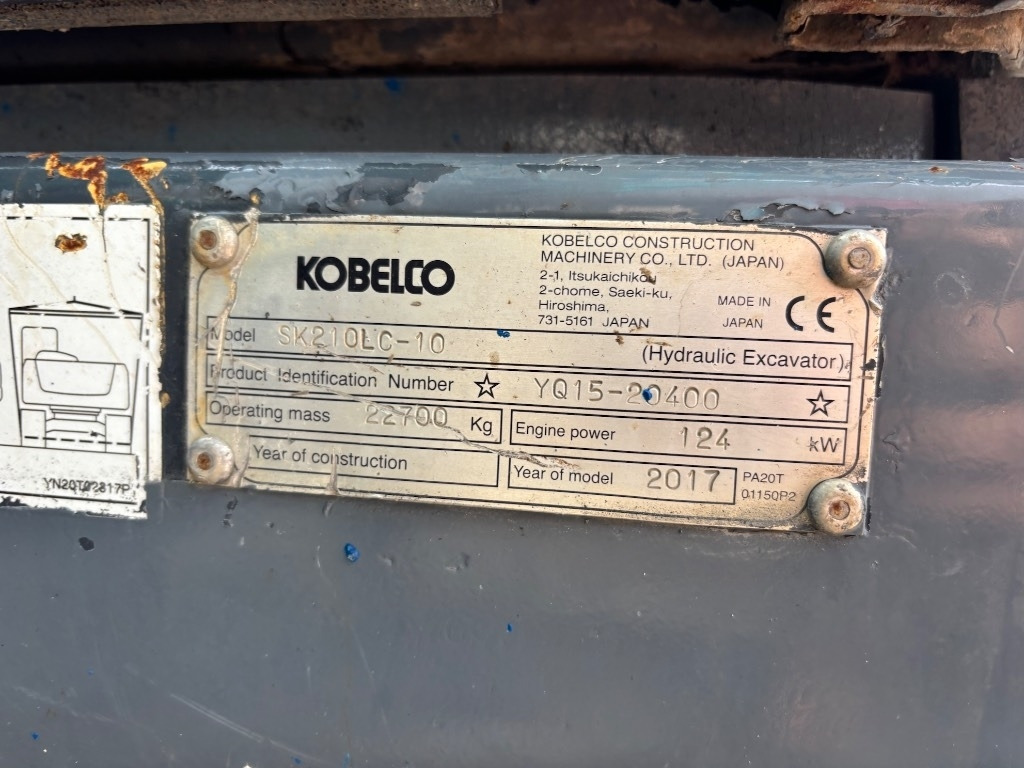 KOBELCO
KOBELCO CONSTRUCTION
MACHINERY CO., LTD. (JAPAN)
2-1, Itsukaichikou
2-chome, Saeki-ku,
Hiroshima,
731-5161 JAPAN
MADE IN
JAPAN
CE
Model SK210LC-10 (Hydraulic Excavator)
Product Identification Number ☆ YQ15-20400 ☆
Operating mass 22700 Kg Engine power 124 kW
Year of construction Year of model 2017
PA20T
01150P2
YN20T02817P